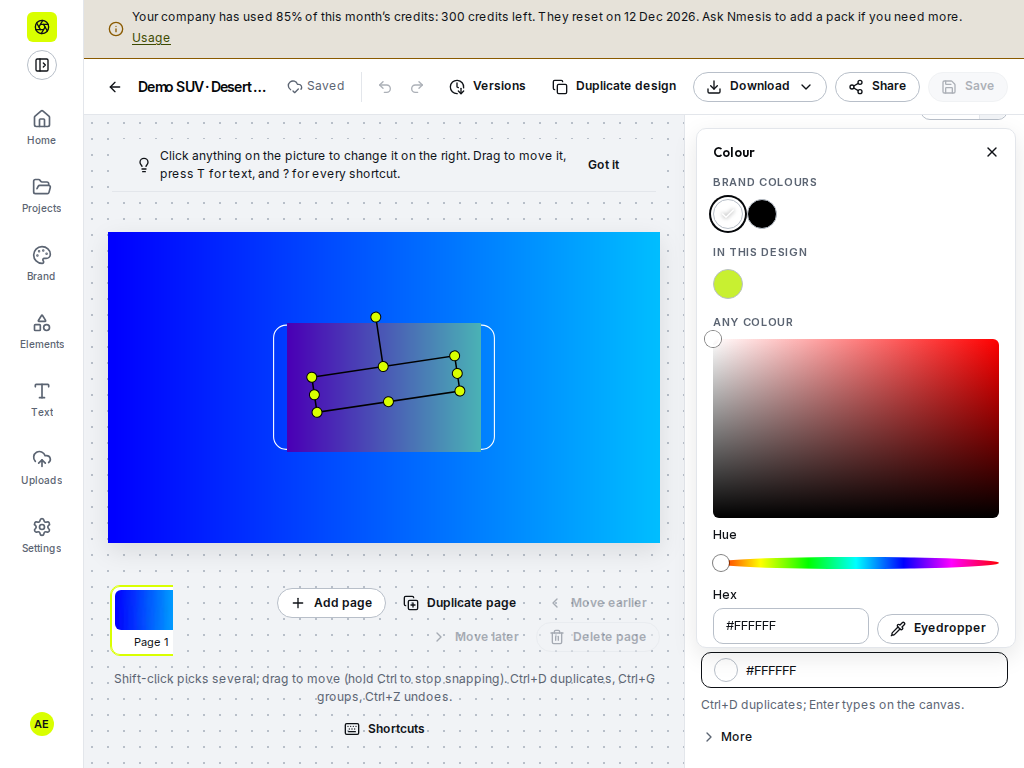 Your company has used 85% of this month's credits: 300 credits left. They reset on 12 Dec 2026. Ask Nmesis to add a pack if you need more.
Usage
Demo SUV · Desert…
Saved
Versions
Duplicate design
Download
Share
Save
Home
Projects
Brand
Elements
Text
Uploads
Settings
AE
Click anything on the picture to change it on the right. Drag to move it,
press T for text, and ? for every shortcut.
Got it
Page 1
Add page
Duplicate page
Move earlier
Move later
Delete page
Shift-click picks several; drag to move (hold Ctrl to stop snapping). Ctrl+D duplicates, Ctrl+G
groups, Ctrl+Z undoes.
Shortcuts
Colour
BRAND COLOURS
IN THIS DESIGN
ANY COLOUR
Hue
Hex
#FFFFFF
Eyedropper
#FFFFFF
Ctrl+D duplicates; Enter types on the canvas.
More